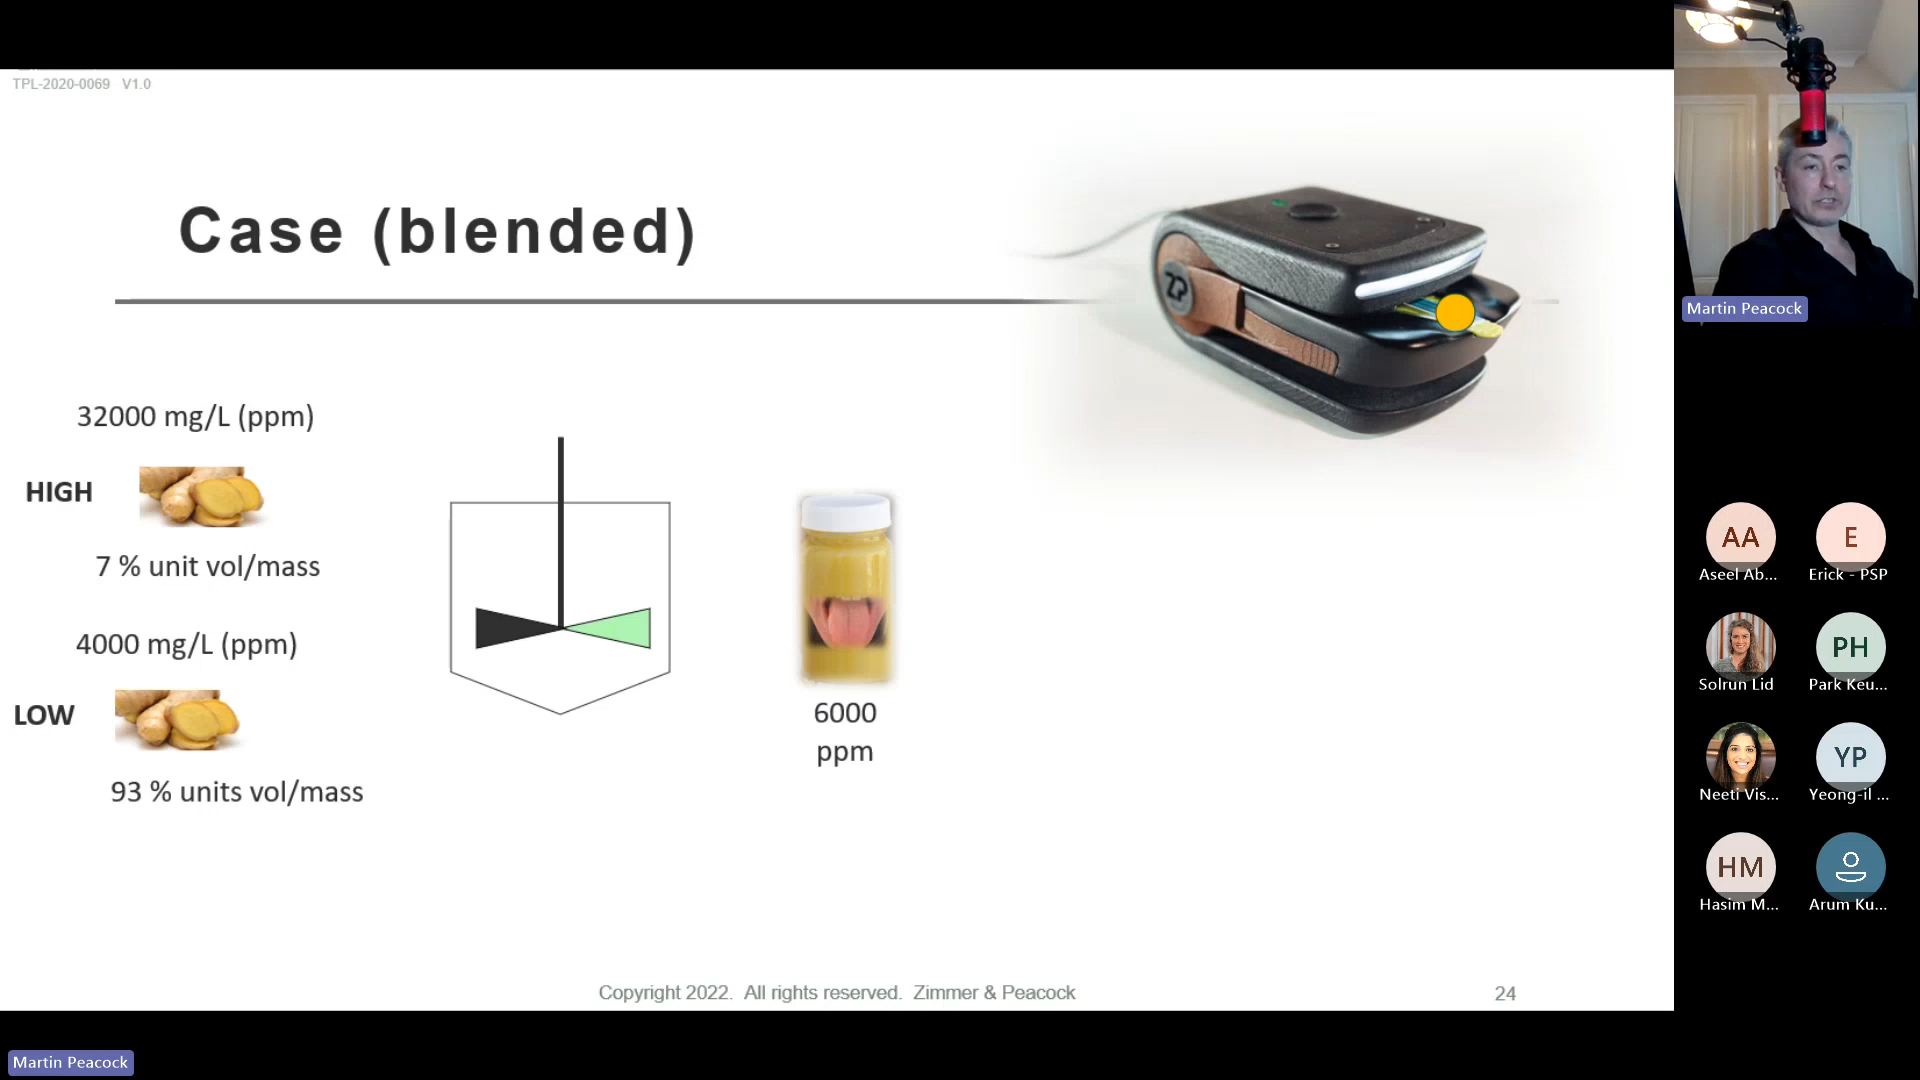 TPL-2020-0069 V1.0
Case (blended)
ZP
32000 mg/L (ppm)
HIGH
7 % unit vol/mass
4000 mg/L (ppm)
LOW
93 % units vol/mass
6000
ppm
Copyright 2022. All rights reserved. Zimmer & Peacock
24
Martin Peacock
Martin Peacock
AA
E
Aseel Ab...
Erick - PSP
PH
Solrun Lid
Park Keu...
YP
Neeti Vis...
Yeong-il ...
HM
Hasim M...
Arum Ku...